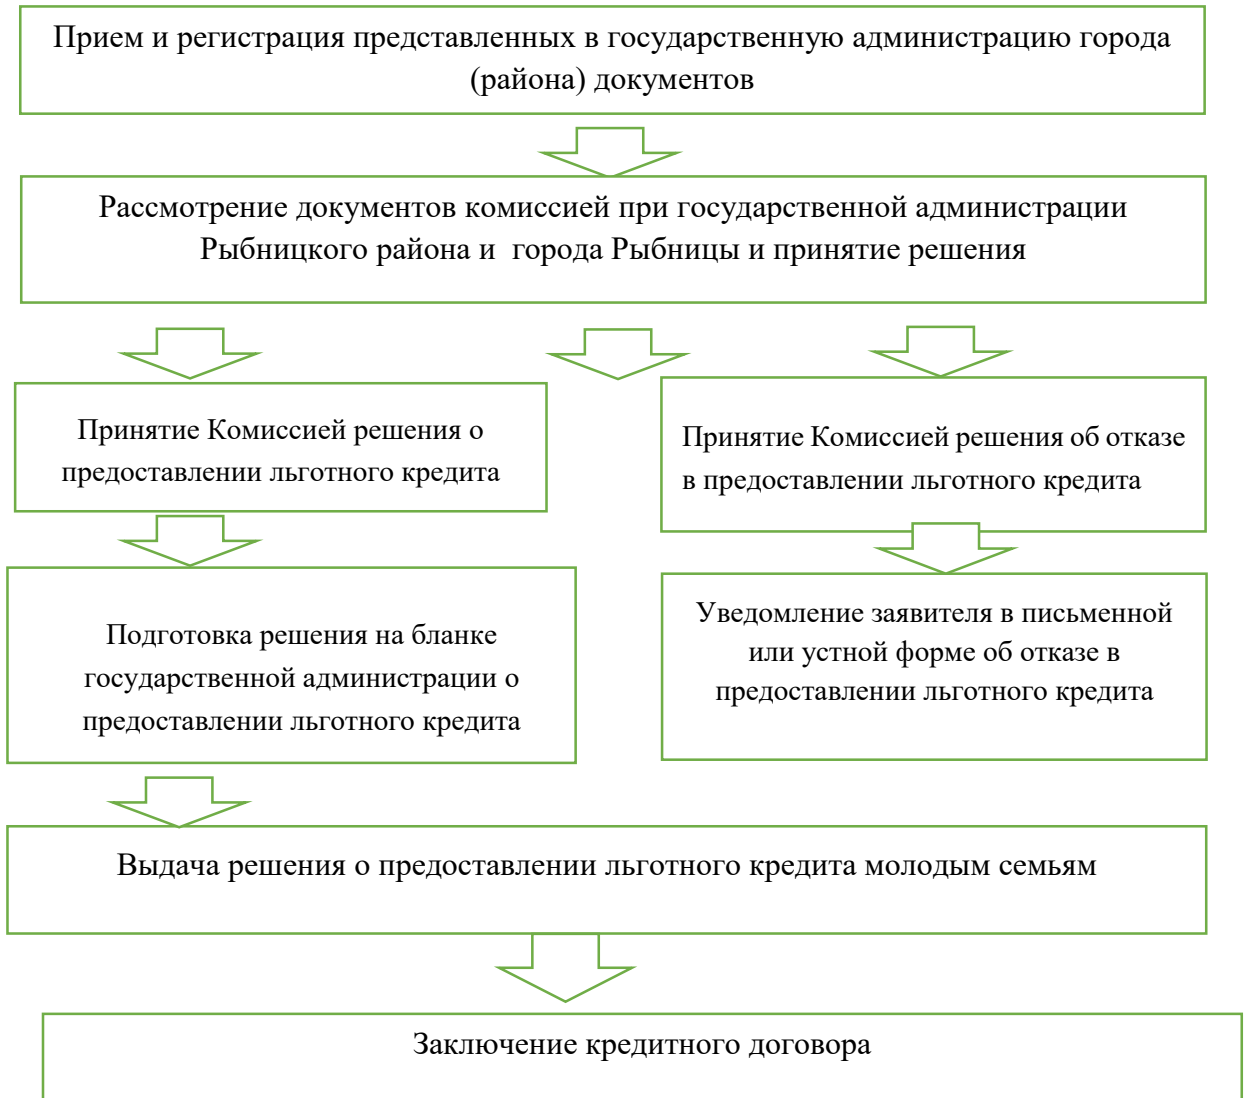 Прием и регистрация представленных в государственную администрацию города
(района) документов
Рассмотрение документов комиссией при государственной администрации
Рыбницкого района и города Рыбницы и принятие решения
Принятие Комиссией решения о
предоставлении льготного кредита
Принятие Комиссией решения об отказе
в предоставлении льготного кредита
Подготовка решения на бланке
государственной администрации о
предоставлении льготного кредита
Уведомление заявителя в письменной
или устной форме об отказе в
предоставлении льготного кредита
Выдача решения о предоставлении льготного кредита молодым семьям
Заключение кредитного договора